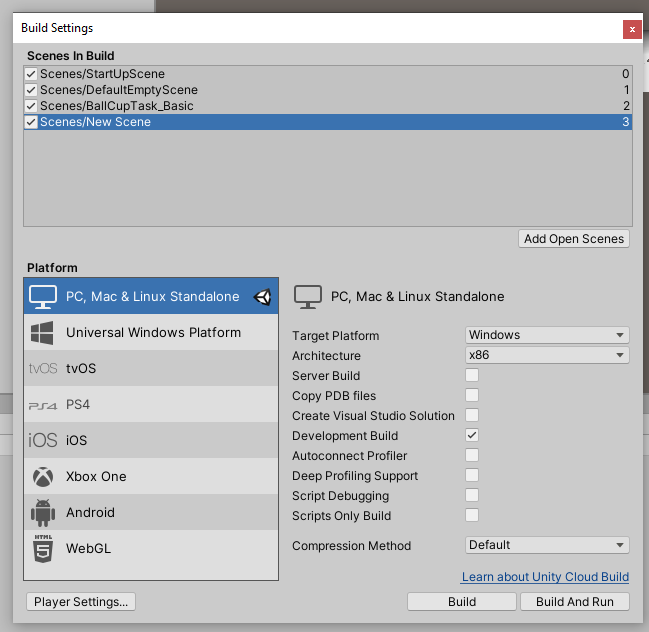 Build Settings
x
Scenes In Build
Scenes/StartUpScene 0
Scenes/DefaultEmptyScene 1
Scenes/BallCupTask_Basic 2
Scenes/New Scene 3
Add Open Scenes
Platform
PC, Mac & Linux Standalone
Universal Windows Platform
tvOS tvOS
PS4 PS4
iOS iOS
Xbox One
Android
HTML 5 WebGL
PC, Mac & Linux Standalone
Target Platform Windows
Architecture x86
Server Build
Copy PDB files
Create Visual Studio Solution
Development Build
Autoconnect Profiler
Deep Profiling Support
Script Debugging
Scripts Only Build
Compression Method Default
Learn about Unity Cloud Build
Player Settings... Build Build And Run